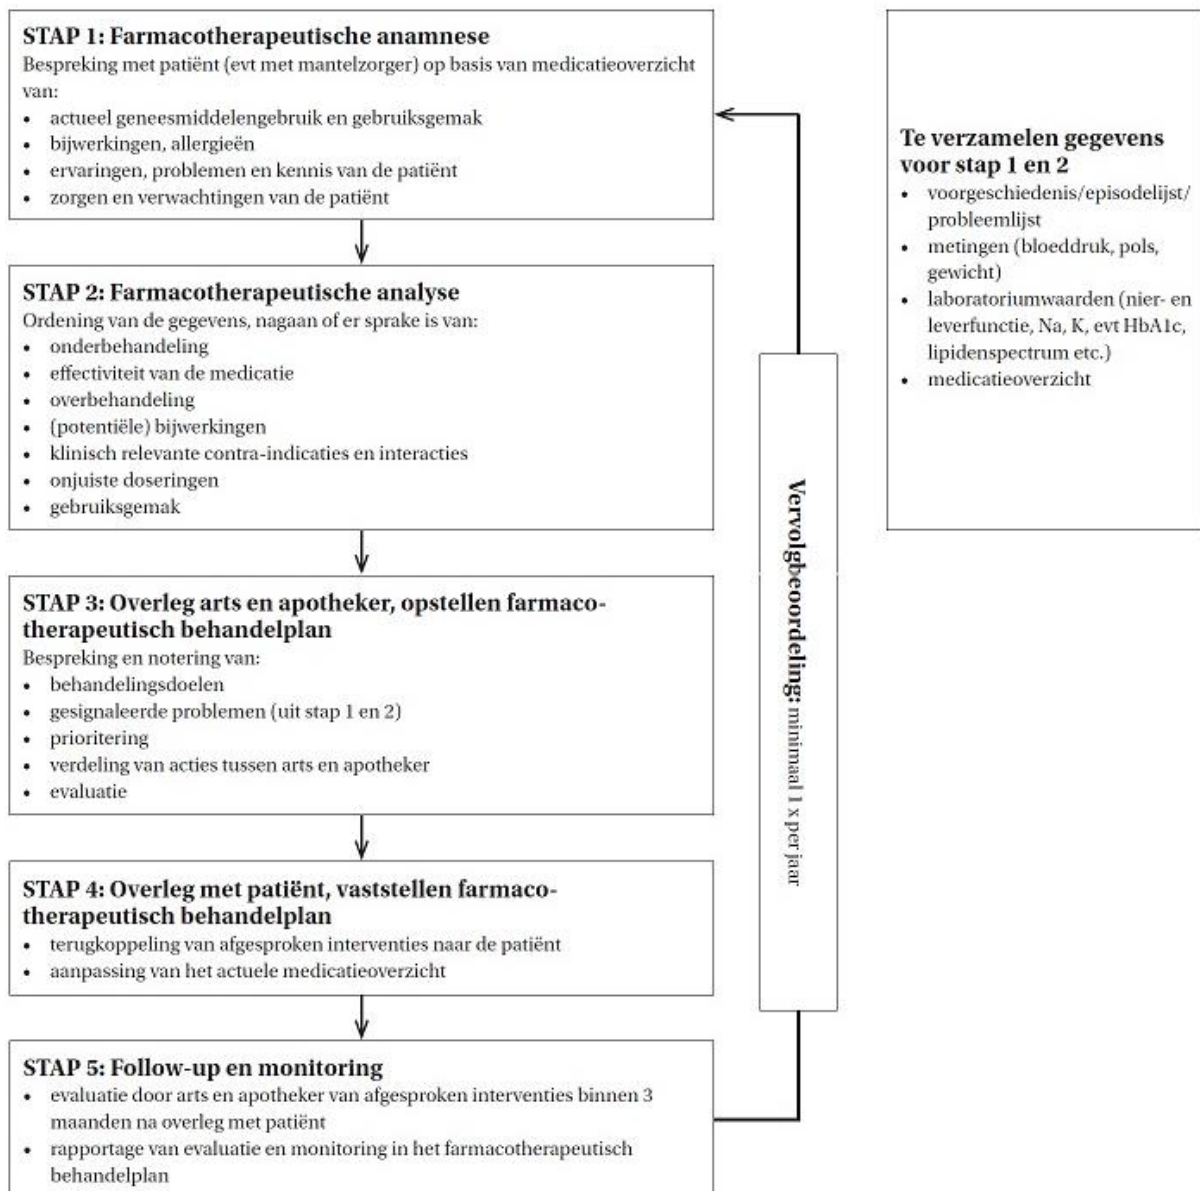 STAP 1: Farmacotherapeutische anamnese
Bespreking met patiënt (evt met mantelzorger) op basis van medicatieoverzicht
van:
• actueel geneesmiddelengebruik en gebruiksgemak
• bijwerkingen, allergieën
• ervaringen, problemen en kennis van de patiënt
• zorgen en verwachtingen van de patiënt
STAP 2: Farmacotherapeutische analyse
Ordening van de gegevens, nagaan of er sprake is van:
• onderbehandeling
• effectiviteit van de medicatie
• overbehandeling
• (potentiële) bijwerkingen
• klinisch relevante contra-indicaties en interacties
• onjuiste doseringen
• gebruiksgemak
STAP 3: Overleg arts en apotheker, opstellen farmaco-
therapeutisch behandelplan
Bespreking en notering van:
• behandelingsdoelen
• gesignaleerde problemen (uit stap 1 en 2)
• prioritering
• verdeling van acties tussen arts en apotheker
• evaluatie
STAP 4: Overleg met patiënt, vaststellen farmaco-
therapeutisch behandelplan
• terugkoppeling van afgesproken interventies naar de patiënt
• aanpassing van het actuele medicatieoverzicht
STAP 5: Follow-up en monitoring
• evaluatie door arts en apotheker van afgesproken interventies binnen 3
maanden na overleg met patiënt
• rapportage van evaluatie en monitoring in het farmacotherapeutisch
behandelplan
Vervolgbeoordeling: minimaal 1 x per jaar
Te verzamelen gegevens
voor stap 1 en 2
• voorgeschiedenis/episodelijst/
probleemlijst
• metingen (bloeddruk, pols,
gewicht)
• laboratoriumwaarden (nier- en
leverfunctie, Na, K, evt HbA1c,
lipidenspectrum etc.)
• medicatieoverzicht